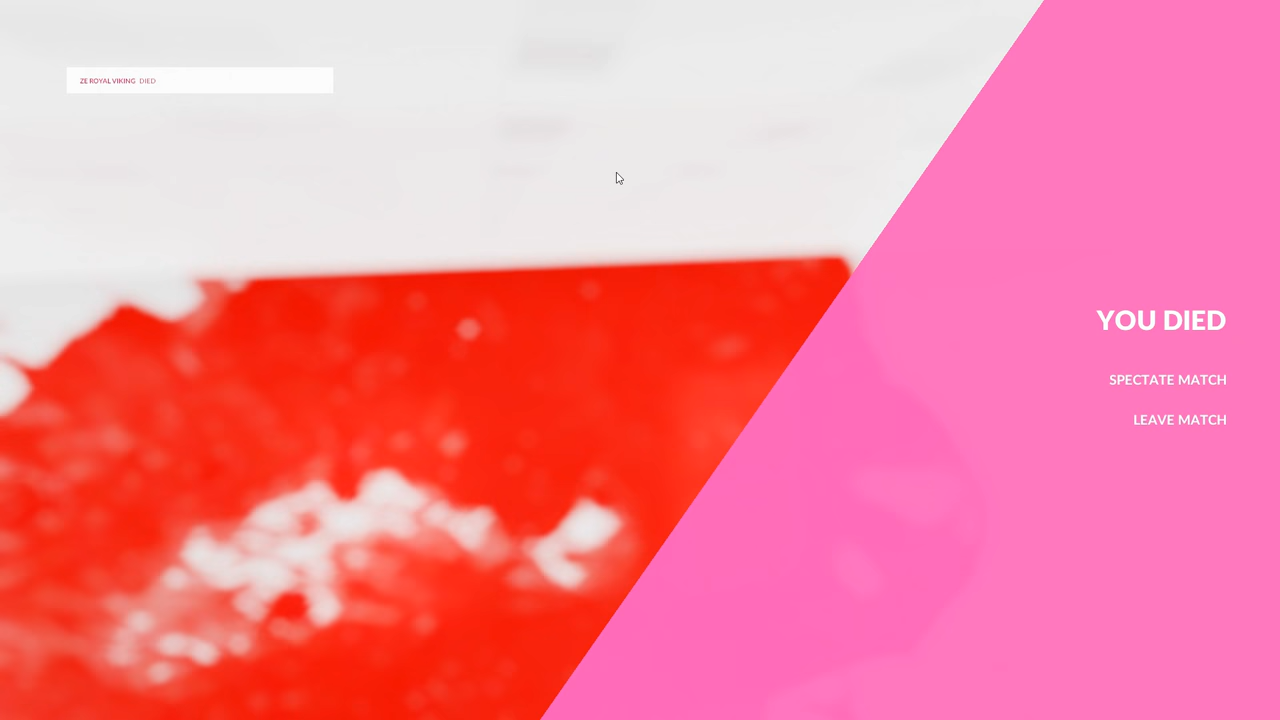 ZE ROYAL VIKING DIED
YOU DIED
SPECTATE MATCH
LEAVE MATCH